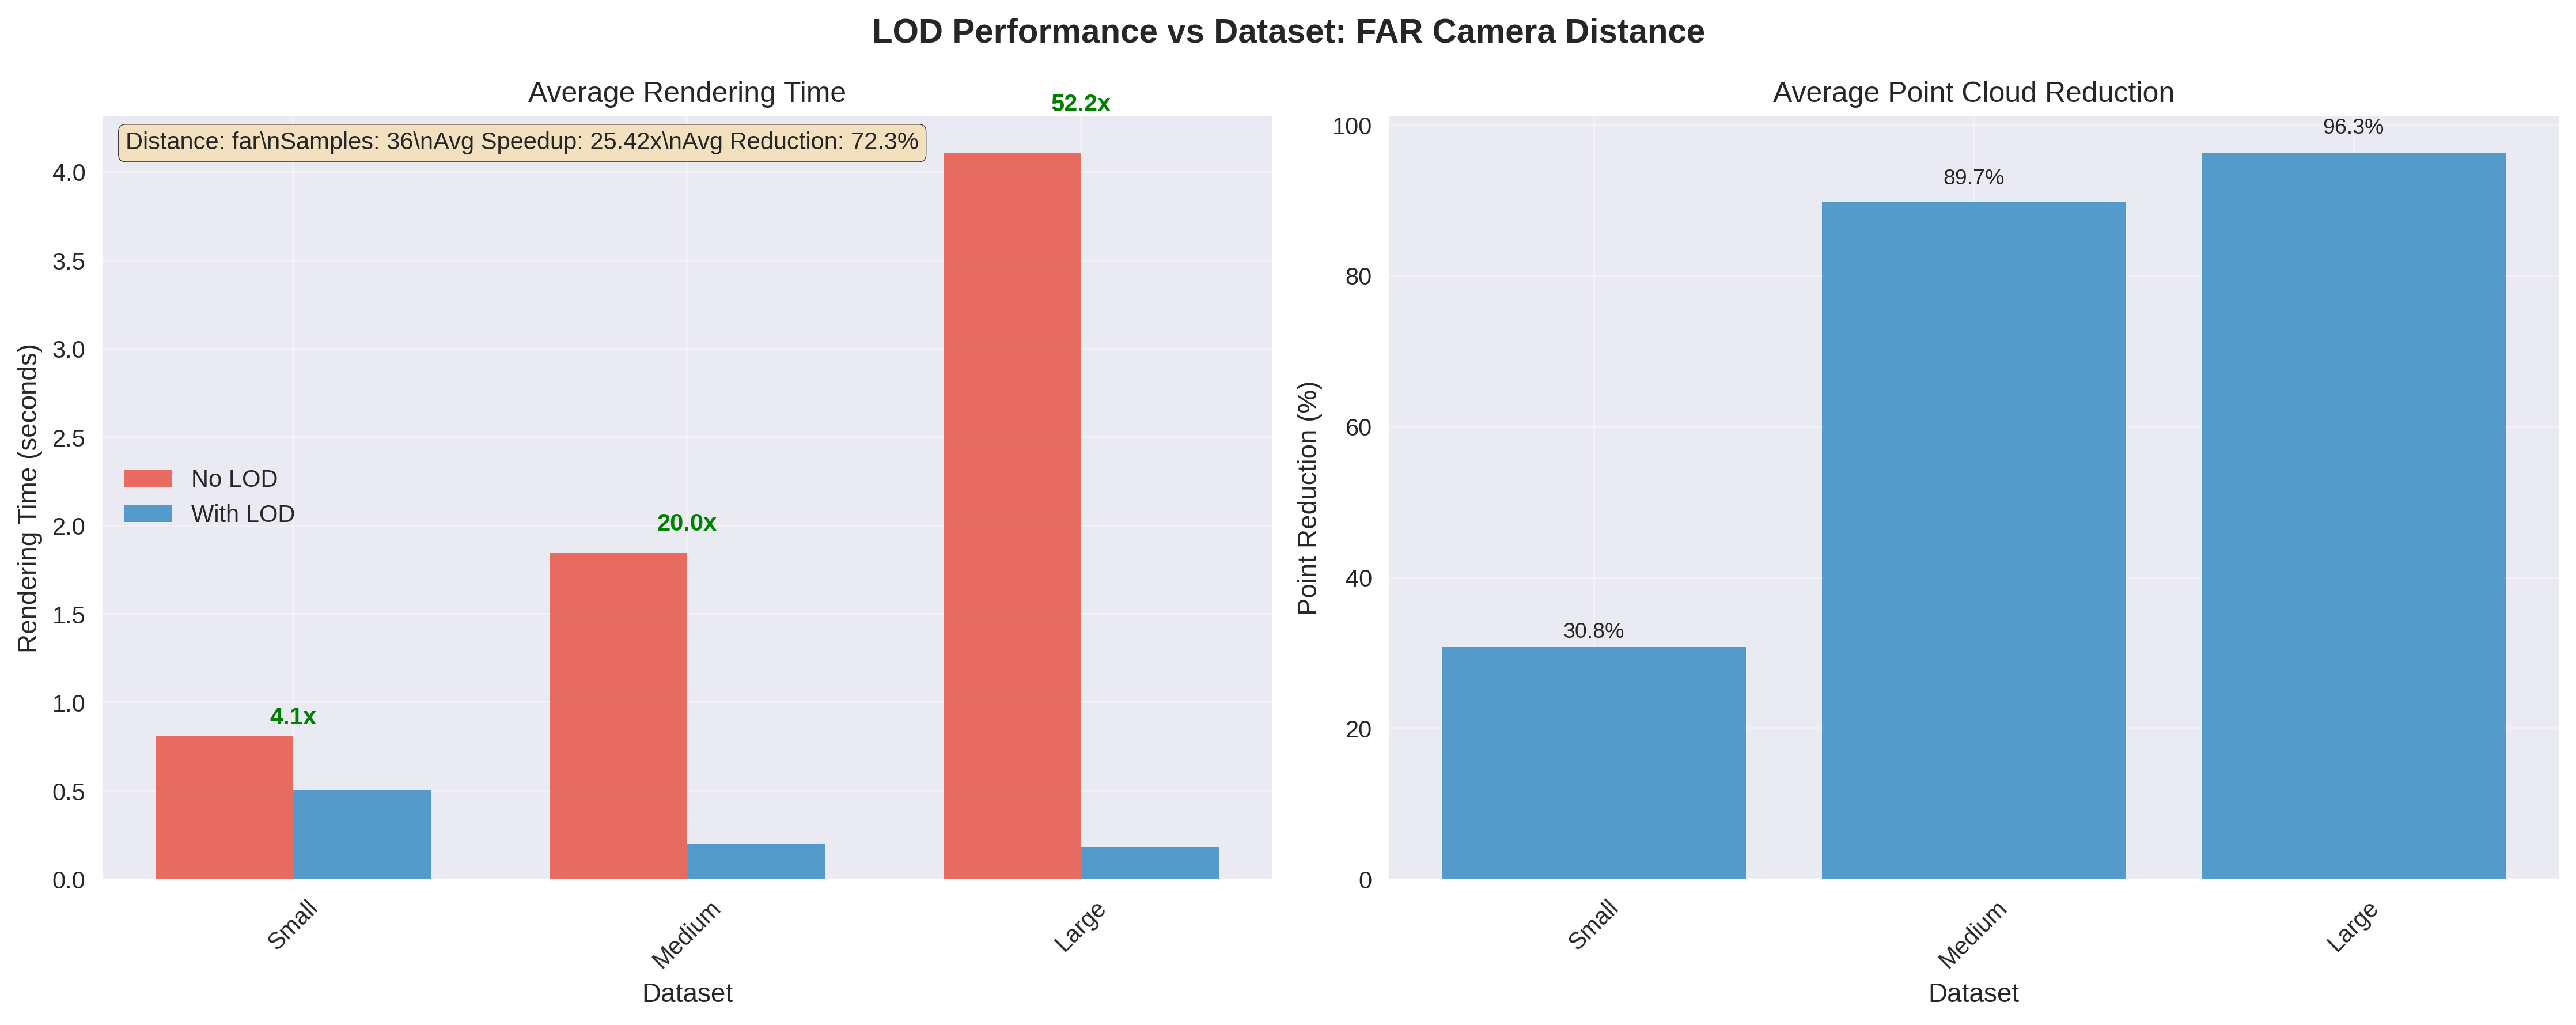 LOD Performance vs Dataset: FAR Camera Distance
Average Rendering Time
52.2x
Distance: far\nSamples: 36\nAvg Speedup: 25.42x\nAvg Reduction: 72.3%
4.0
3.5
3.0
2.5
2.0
1.5
1.0
0.5
0.0
Rendering Time (seconds)
No LOD
With LOD
20.0x
4.1x
Small
Medium
Large
Dataset
Average Point Cloud Reduction
100
80
60
40
20
0
Point Reduction (%)
96.3%
89.7%
30.8%
Small
Medium
Large
Dataset